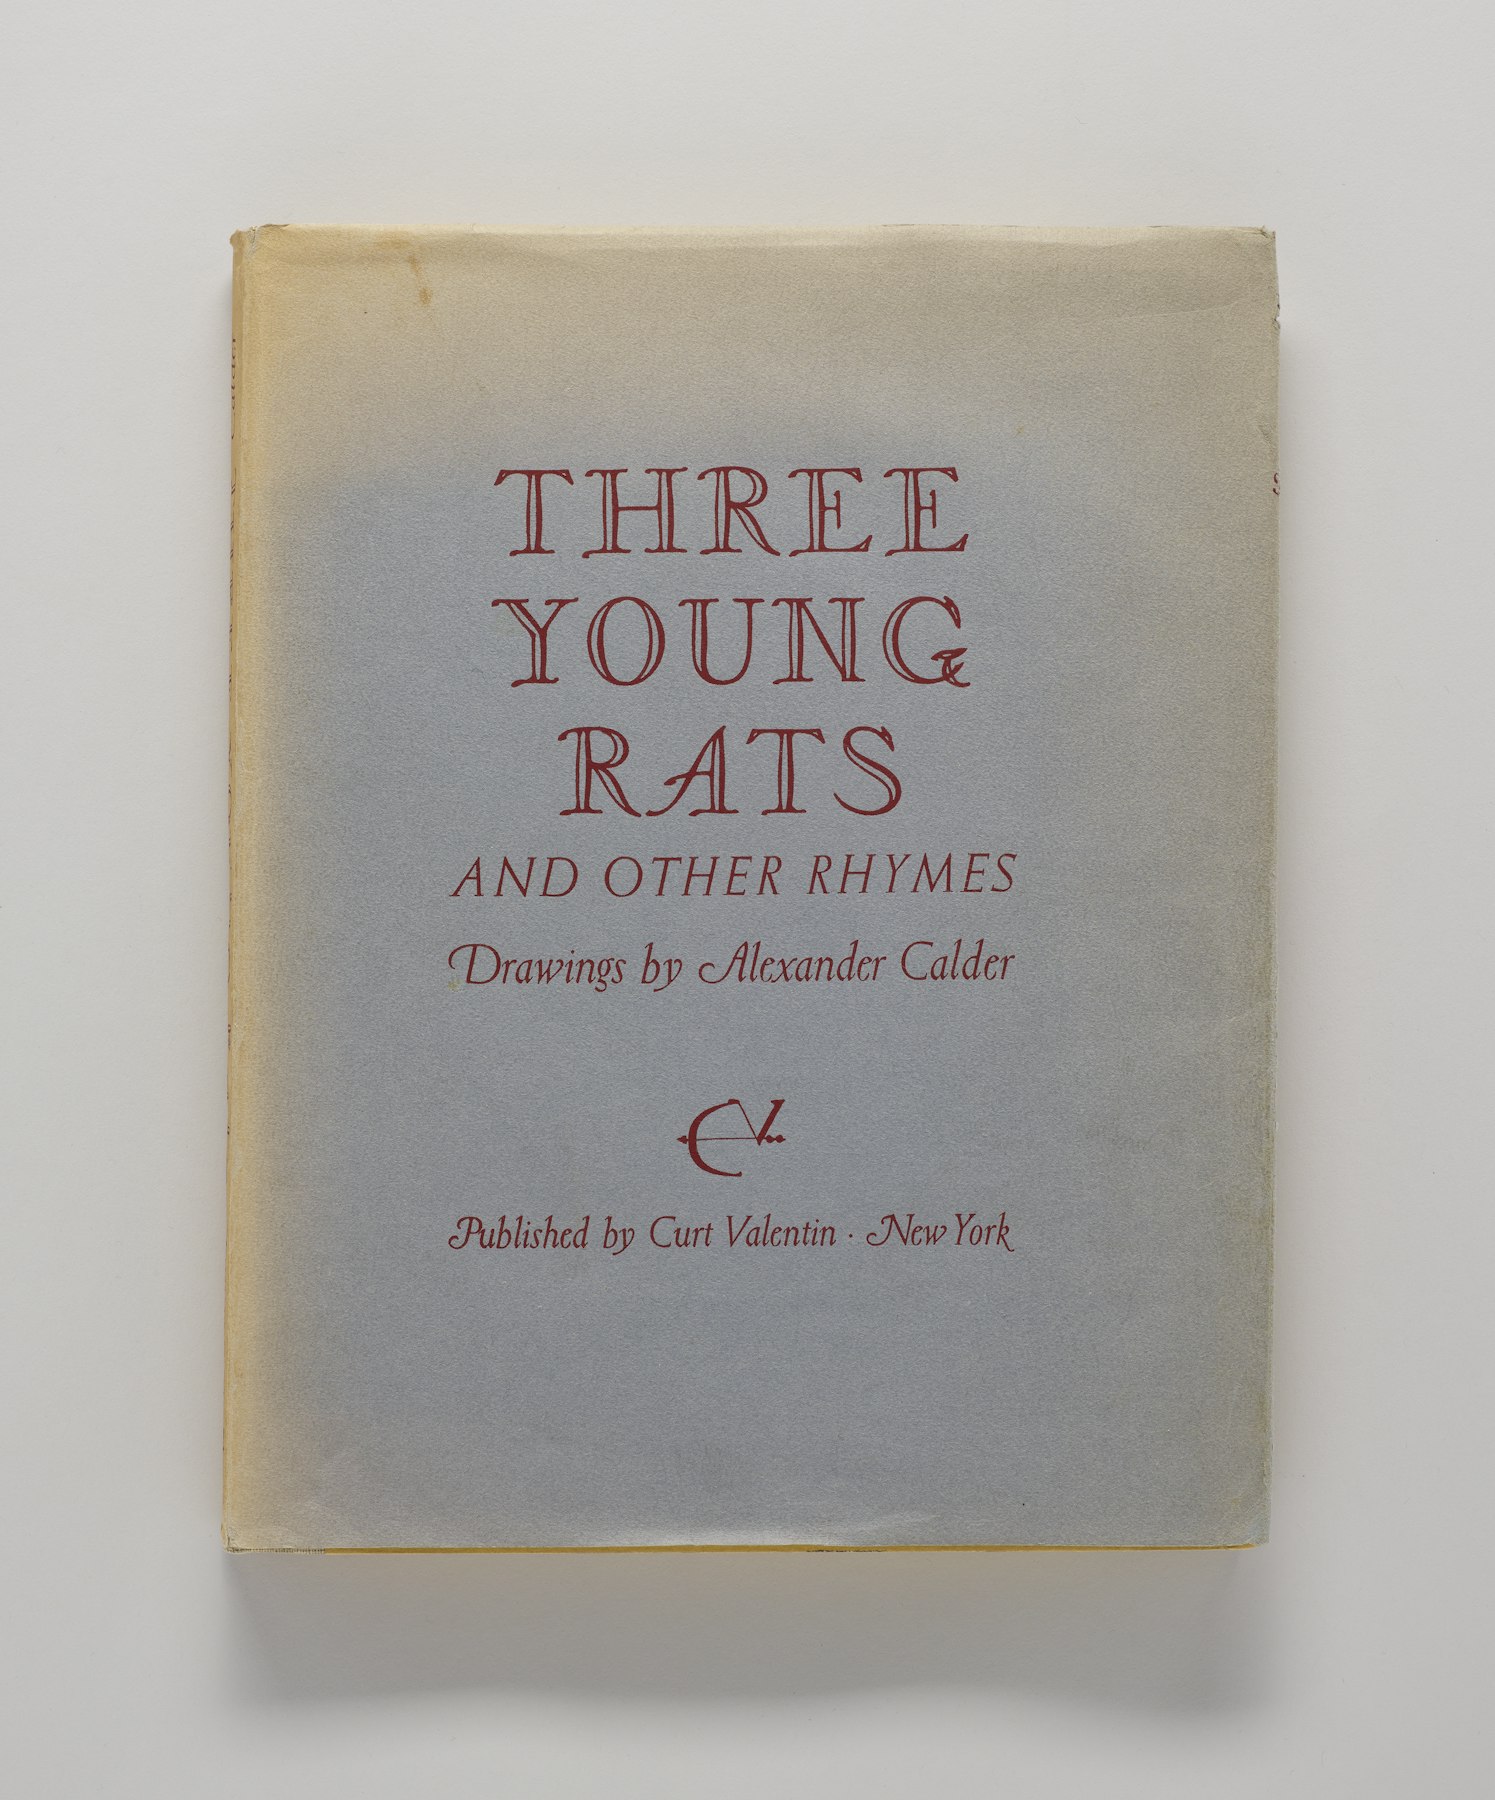 THREE
YOUNG
RATS
AND OTHER RHYMES
Drawings by Alexander Calder
CV
Published by Curt Valentin · New York